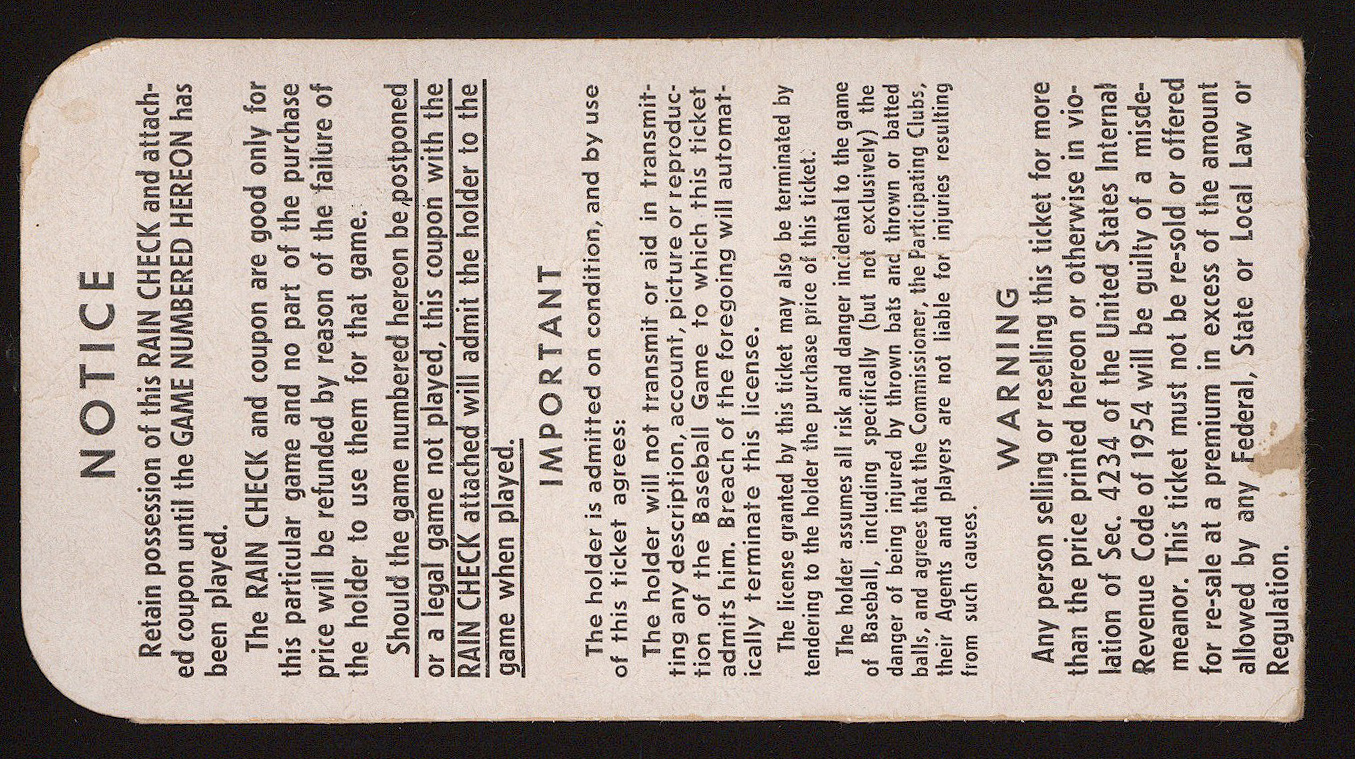 NOTICE
Retain possession of this RAIN CHECK and attach-
ed coupon until the GAME NUMBERED HEREON has
been played.
The RAIN CHECK and coupon are good only for
this particular game and no part of the purchase
price will be refunded by reason of the failure of
the holder to use them for that game.
Should the game numbered hereon be postponed
or a legal game not played, this coupon with the
RAIN CHECK attached will admit the holder to the
game when played.
IMPORTANT
The holder is admitted on condition, and by use
of this ticket agrees:
The holder will not transmit or aid in transmit-
ting any description, account, picture or reproduc-
tion of the Baseball Game to which this ticket
admits him. Breach of the foregoing will automat-
ically terminate this license.
The license granted by this ticket may also be terminated by
tendering to the holder the purchase price of this ticket.
The holder assumes all risk and danger incidental to the game
of Baseball, including specifically (but not exclusively) the
danger of being injured by thrown bats and thrown or batted
balls, and agrees that the Commissioner, the Participating Clubs,
their Agents and players are not liable for injuries resulting
from such causes.
WARNING
Any person selling or reselling this ticket for more
than the price printed hereon or otherwise in vio-
lation of Sec. 4234 of the United States Internal
Revenue Code of 1954 will be guilty of a misde-
meanor. This ticket must not be re-sold or offered
for re-sale at a premium in excess of the amount
allowed by any Federal, State or Local Law or
Regulation.